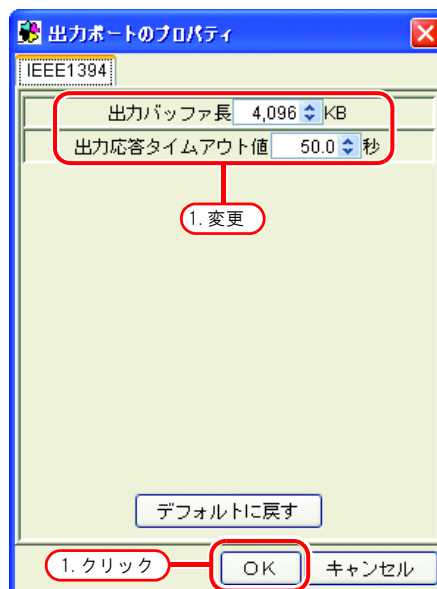 出力ポートのプロパティ
IEEE1394
出力バッファ長 4,096 KB
出力応答タイムアウト値 50.0 秒
1. 変更
デフォルトに戻す
1. クリック
OK キャンセル